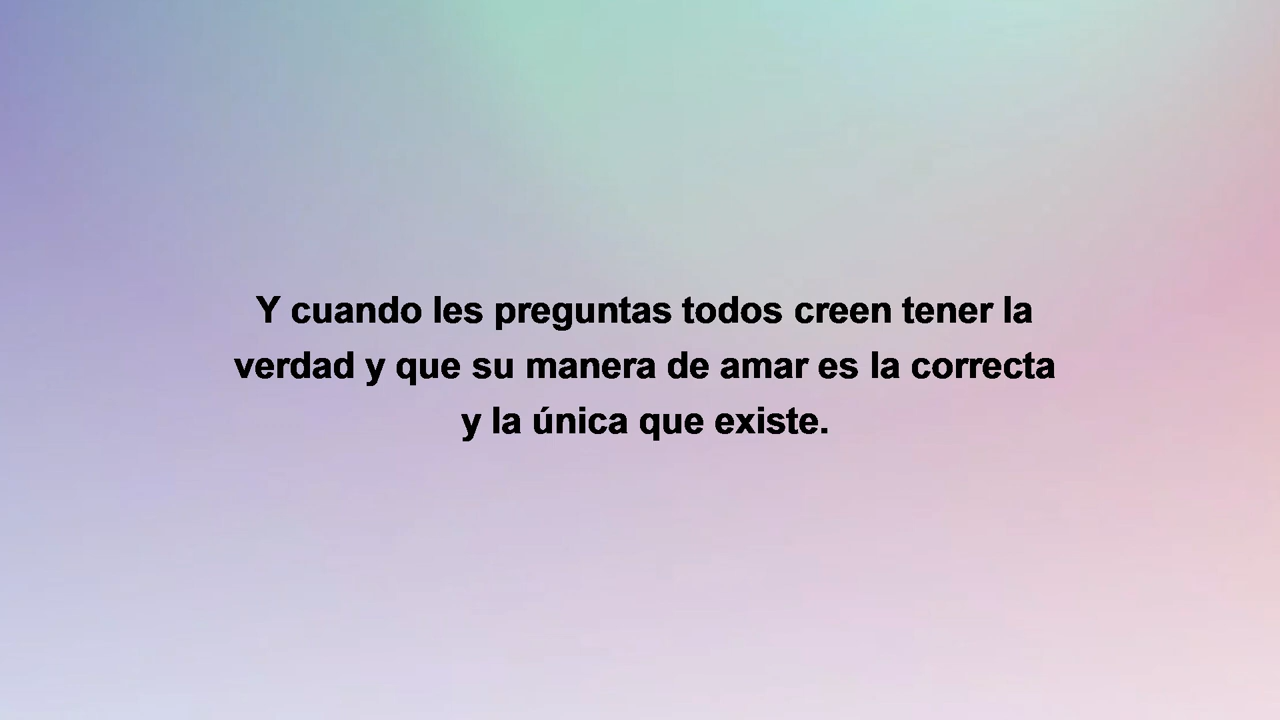 Y cuando les preguntas todos creen tener la
verdad y que su manera de amar es la correcta
y la única que existe.